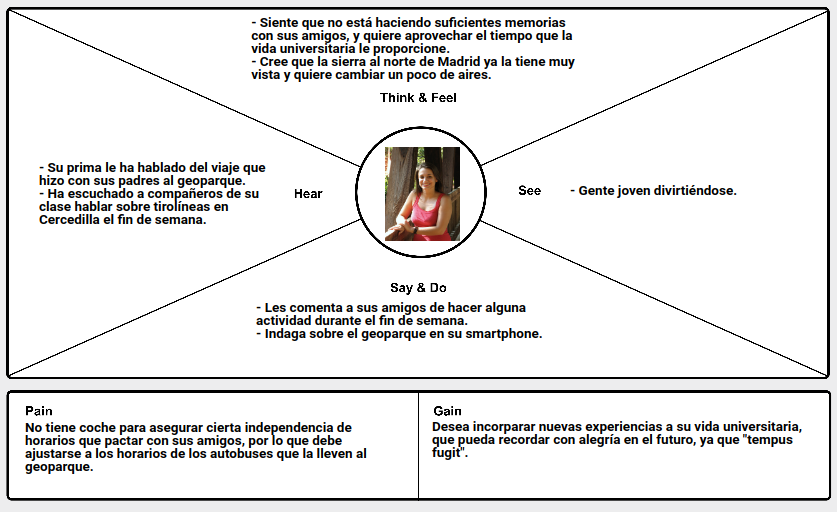 - Siente que no está haciendo suficientes memorias
con sus amigos, y quiere aprovechar el tiempo que la
vida universitaria le proporcione.
- Cree que la sierra al norte de Madrid ya la tiene muy
vista y quiere cambiar un poco de aires.
Think & Feel
- Su prima le ha hablado del viaje que
hizo con sus padres al geoparque.
- Ha escuchado a compañeros de su
clase hablar sobre tirolíneas en
Cercedilla el fin de semana.
Hear
See
- Gente joven divirtiéndose.
Say & Do
- Les comenta a sus amigos de hacer alguna
actividad durante el fin de semana.
- Indaga sobre el geoparque en su smartphone.
Pain
No tiene coche para asegurar cierta independencia de
horarios que pactar con sus amigos, por lo que debe
ajustarse a los horarios de los autobuses que la lleven al
geoparque.
Gain
Desea incorparar nuevas experiencias a su vida universitaria,
que pueda recordar con alegría en el futuro, ya que "tempus
fugit".